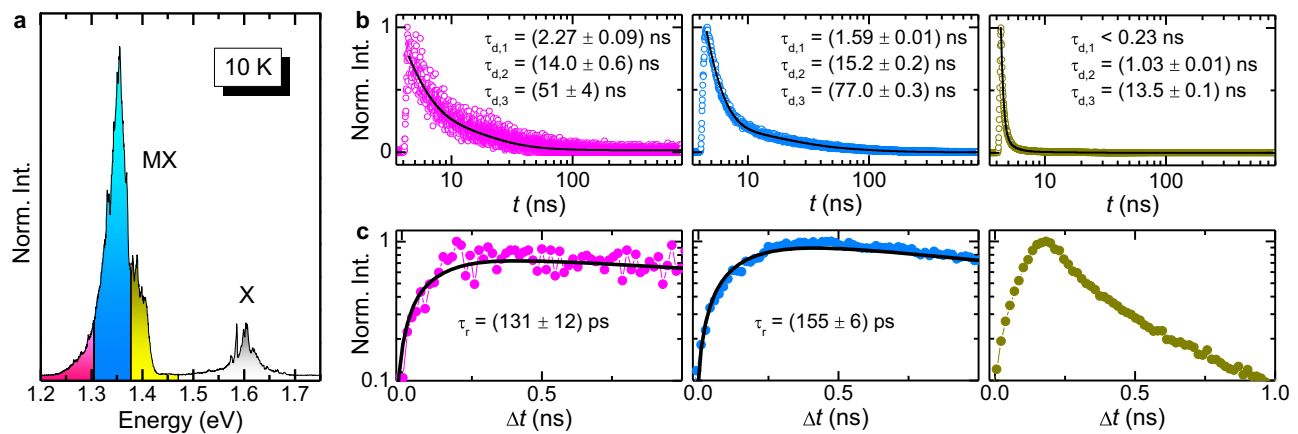 a
10 K
MX
X
Norm. Int.
1.2 1.3 1.4 1.5 1.6 1.7
Energy (eV)
b
Norm. Int.
1
0
τd,1 = (2.27 ± 0.09) ns
τd,2 = (14.0 ± 0.6) ns
τd,3 = (51 ± 4) ns
10 100
t (ns)
τd,1 = (1.59 ± 0.01) ns
τd,2 = (15.2 ± 0.2) ns
τd,3 = (77.0 ± 0.3) ns
10 100
t (ns)
τd,1 < 0.23 ns
τd,2 = (1.03 ± 0.01) ns
τd,3 = (13.5 ± 0.1) ns
10 100
t (ns)
c
Norm. Int.
1
0.1
τr = (131 ± 12) ps
0.0 0.5
Δt (ns)
τr = (155 ± 6) ps
0.0 0.5
Δt (ns)
0.0 0.5 1.0
Δt (ns)